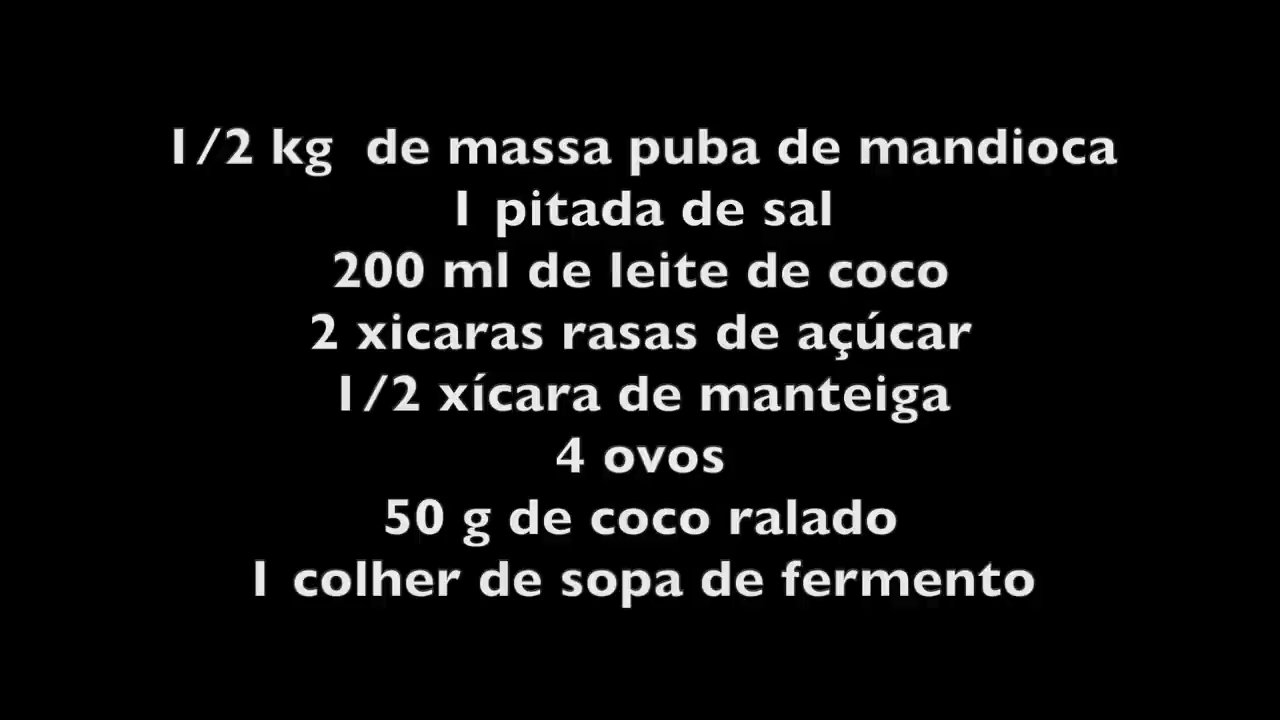 1/2 kg  de massa puba de mandioca
1 pitada de sal
200 ml de leite de coco
2 xicaras rasas de açúcar
1/2 xícara de manteiga
4 ovos
50 g de coco ralado
1 colher de sopa de fermento